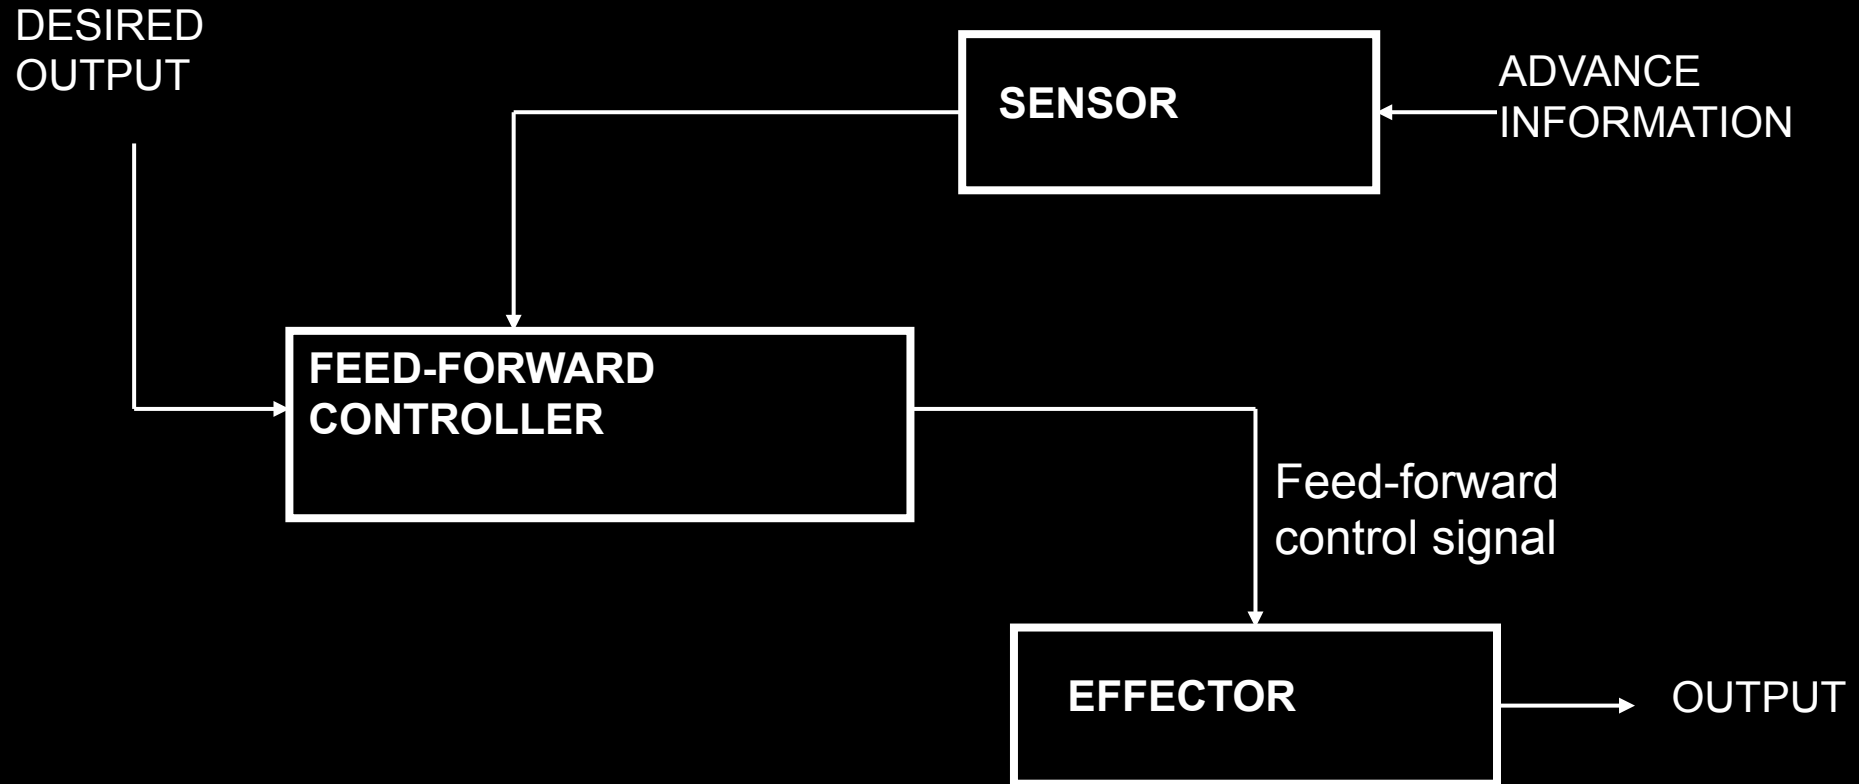 DESIRED
OUTPUT
SENSOR
ADVANCE
INFORMATION
FEED-FORWARD
CONTROLLER
Feed-forward
control signal
EFFECTOR
OUTPUT